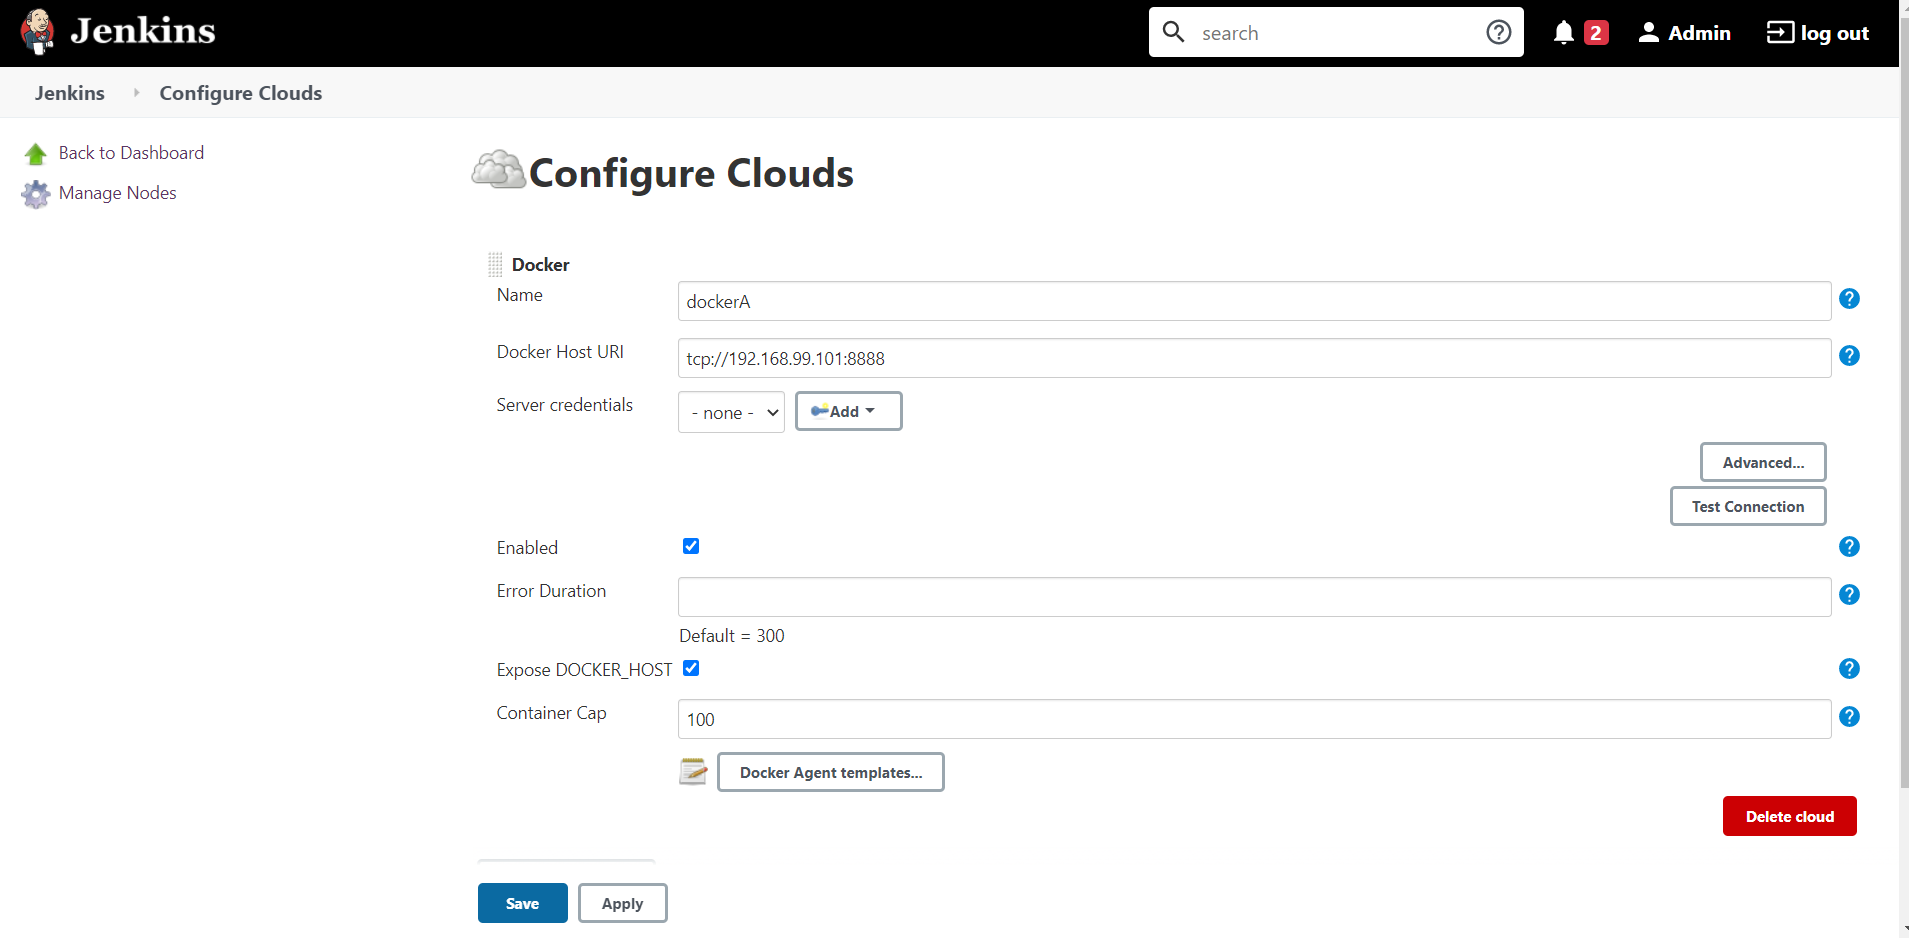 Jenkins
search
2
Admin
log out
Jenkins
Configure Clouds
Back to Dashboard
Manage Nodes
Configure Clouds
Docker
Name
dockerA
Docker Host URI
tcp://192.168.99.101:8888
Server credentials
- none -
Add
Advanced...
Test Connection
Enabled
Error Duration
Default = 300
Expose DOCKER_HOST
Container Cap
100
Docker Agent templates...
Delete cloud
Save
Apply